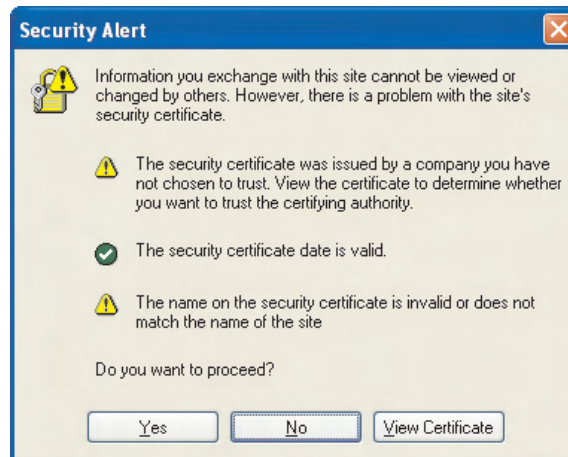 Security Alert
Information you exchange with this site cannot be viewed or
changed by others. However, there is a problem with the site's
security certificate.
The security certificate was issued by a company you have
not chosen to trust. View the certificate to determine whether
you want to trust the certifying authority.
The security certificate date is valid.
The name on the security certificate is invalid or does not
match the name of the site
Do you want to proceed?
Yes No View Certificate